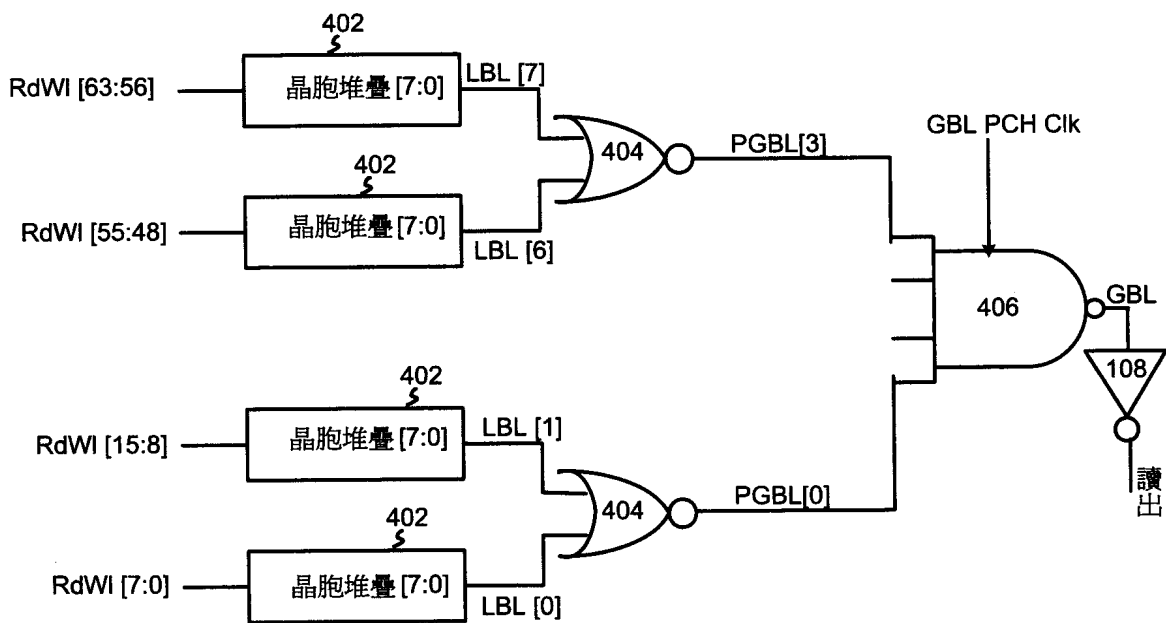 402
RdWl [63:56]
晶胞堆疊 [7:0]
LBL [7]
404
PGBL[3]
GBL PCH Clk
402
RdWl [55:48]
晶胞堆疊 [7:0]
LBL [6]
406
GBL
108
讀出
402
RdWl [15:8]
晶胞堆疊 [7:0]
LBL [1]
404
PGBL[0]
402
RdWl [7:0]
晶胞堆疊 [7:0]
LBL [0]